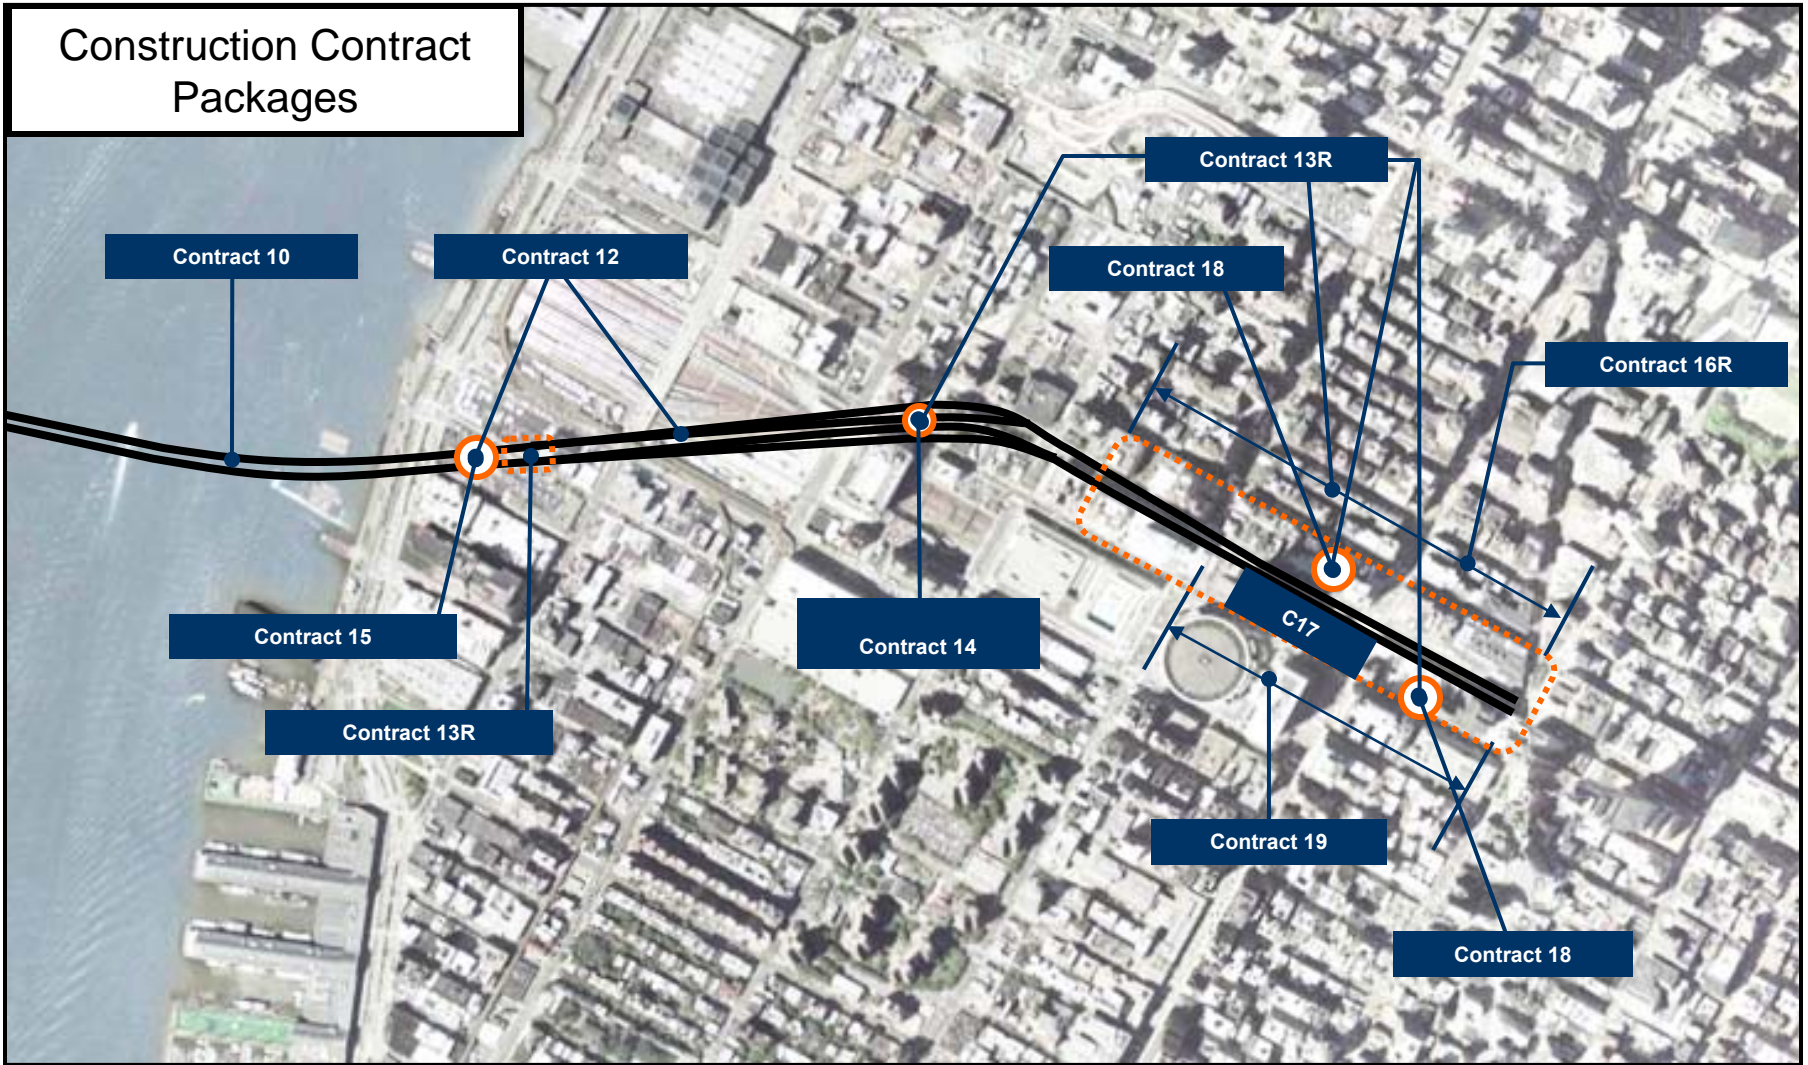 Construction Contract
Packages
Contract 13R
Contract 10
Contract 12
Contract 18
Contract 16R
C17
Contract 15
Contract 14
Contract 13R
Contract 19
Contract 18